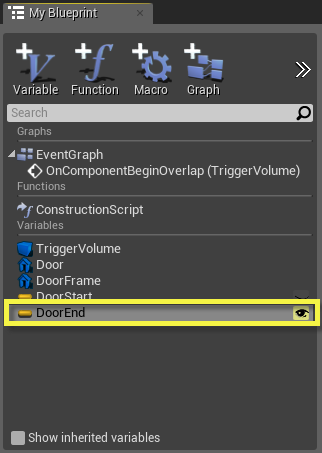 My Blueprint
Variable Function Macro Graph
Search
Graphs
EventGraph
OnComponentBeginOverlap (TriggerVolume)
Functions
ConstructionScript
Variables
TriggerVolume
Door
DoorFrame
DoorStart
DoorEnd
Show inherited variables